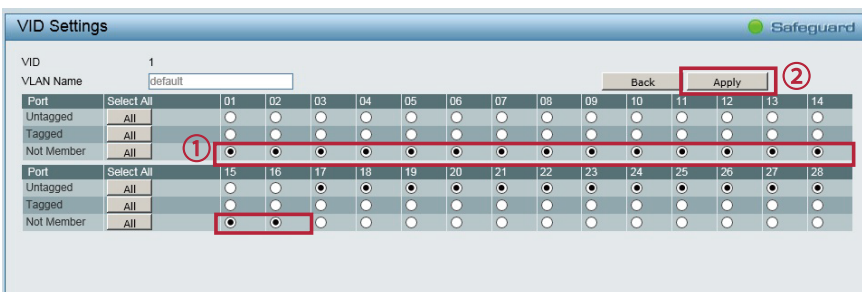 VID Settings Safeguard
VID 1
VLAN Name default Back Apply ②
Port Select All 01 02 03 04 05 06 07 08 09 10 11 12 13 14
Untagged All
Tagged All
Not Member All ①
Port Select All 15 16 17 18 19 20 21 22 23 24 25 26 27 28
Untagged All
Tagged All
Not Member All